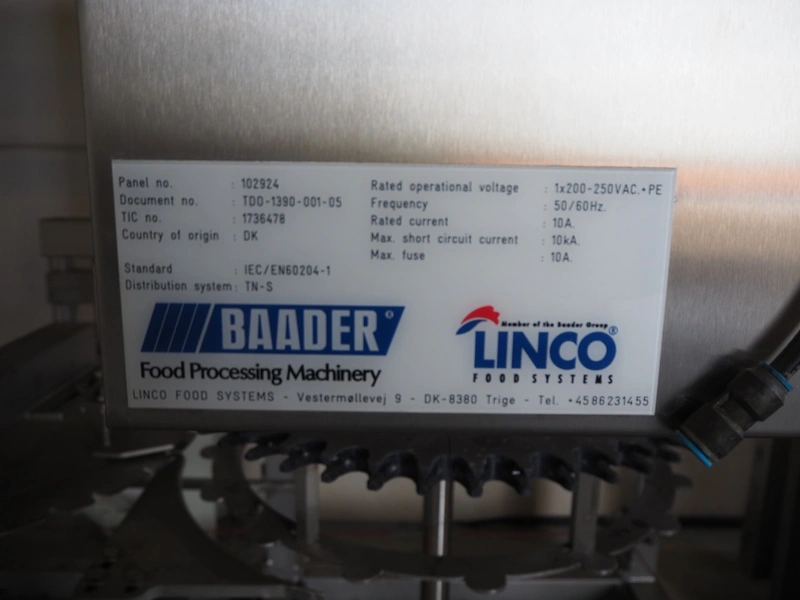 Panel no. : 102924
Document no. : TDO-1390-001-05
TIC no. : 1736478
Country of origin : DK
Standard : IEC/EN60204-1
Distribution system : TN-S
Rated operational voltage : 1x200-250VAC.+PE
Frequency : 50/60Hz.
Rated current : 10A.
Max. short circuit current : 10kA.
Max. fuse : 10A.
BAADER®
Food Processing Machinery
Member of the Baader Group
LINCO®
FOOD SYSTEMS
LINCO FOOD SYSTEMS - Vestermøllevej 9 - DK-8380 Trige - Tel. +4586231455